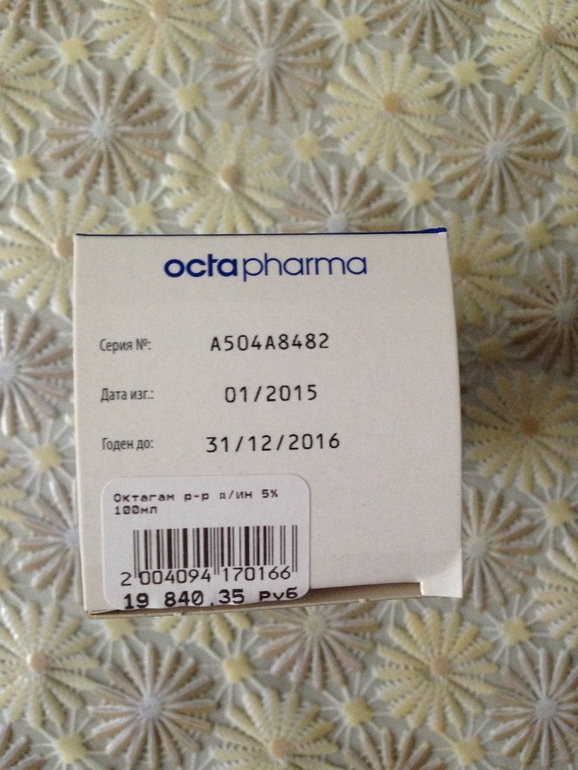 octapharma
Серия №: A504A8482
Дата изг.: 01/2015
Годен до: 31/12/2016
Октагам р-р д/ин 5%
100мл
2 004094 170166
19 840.35 Руб